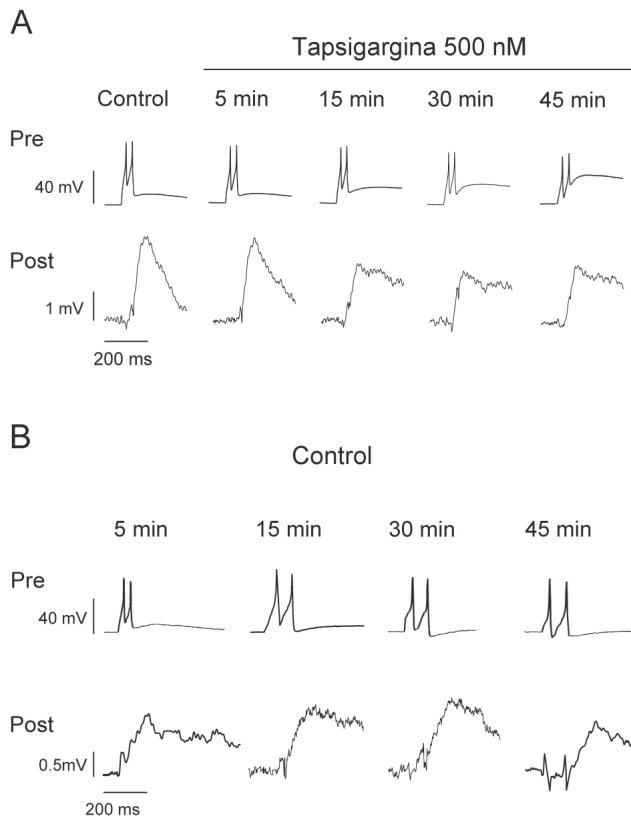 A
Tapsigargina 500 nM
Control 5 min 15 min 30 min 45 min
Pre
40 mV
Post
1 mV
200 ms
B
Control
5 min 15 min 30 min 45 min
Pre
40 mV
Post
0.5mV
200 ms